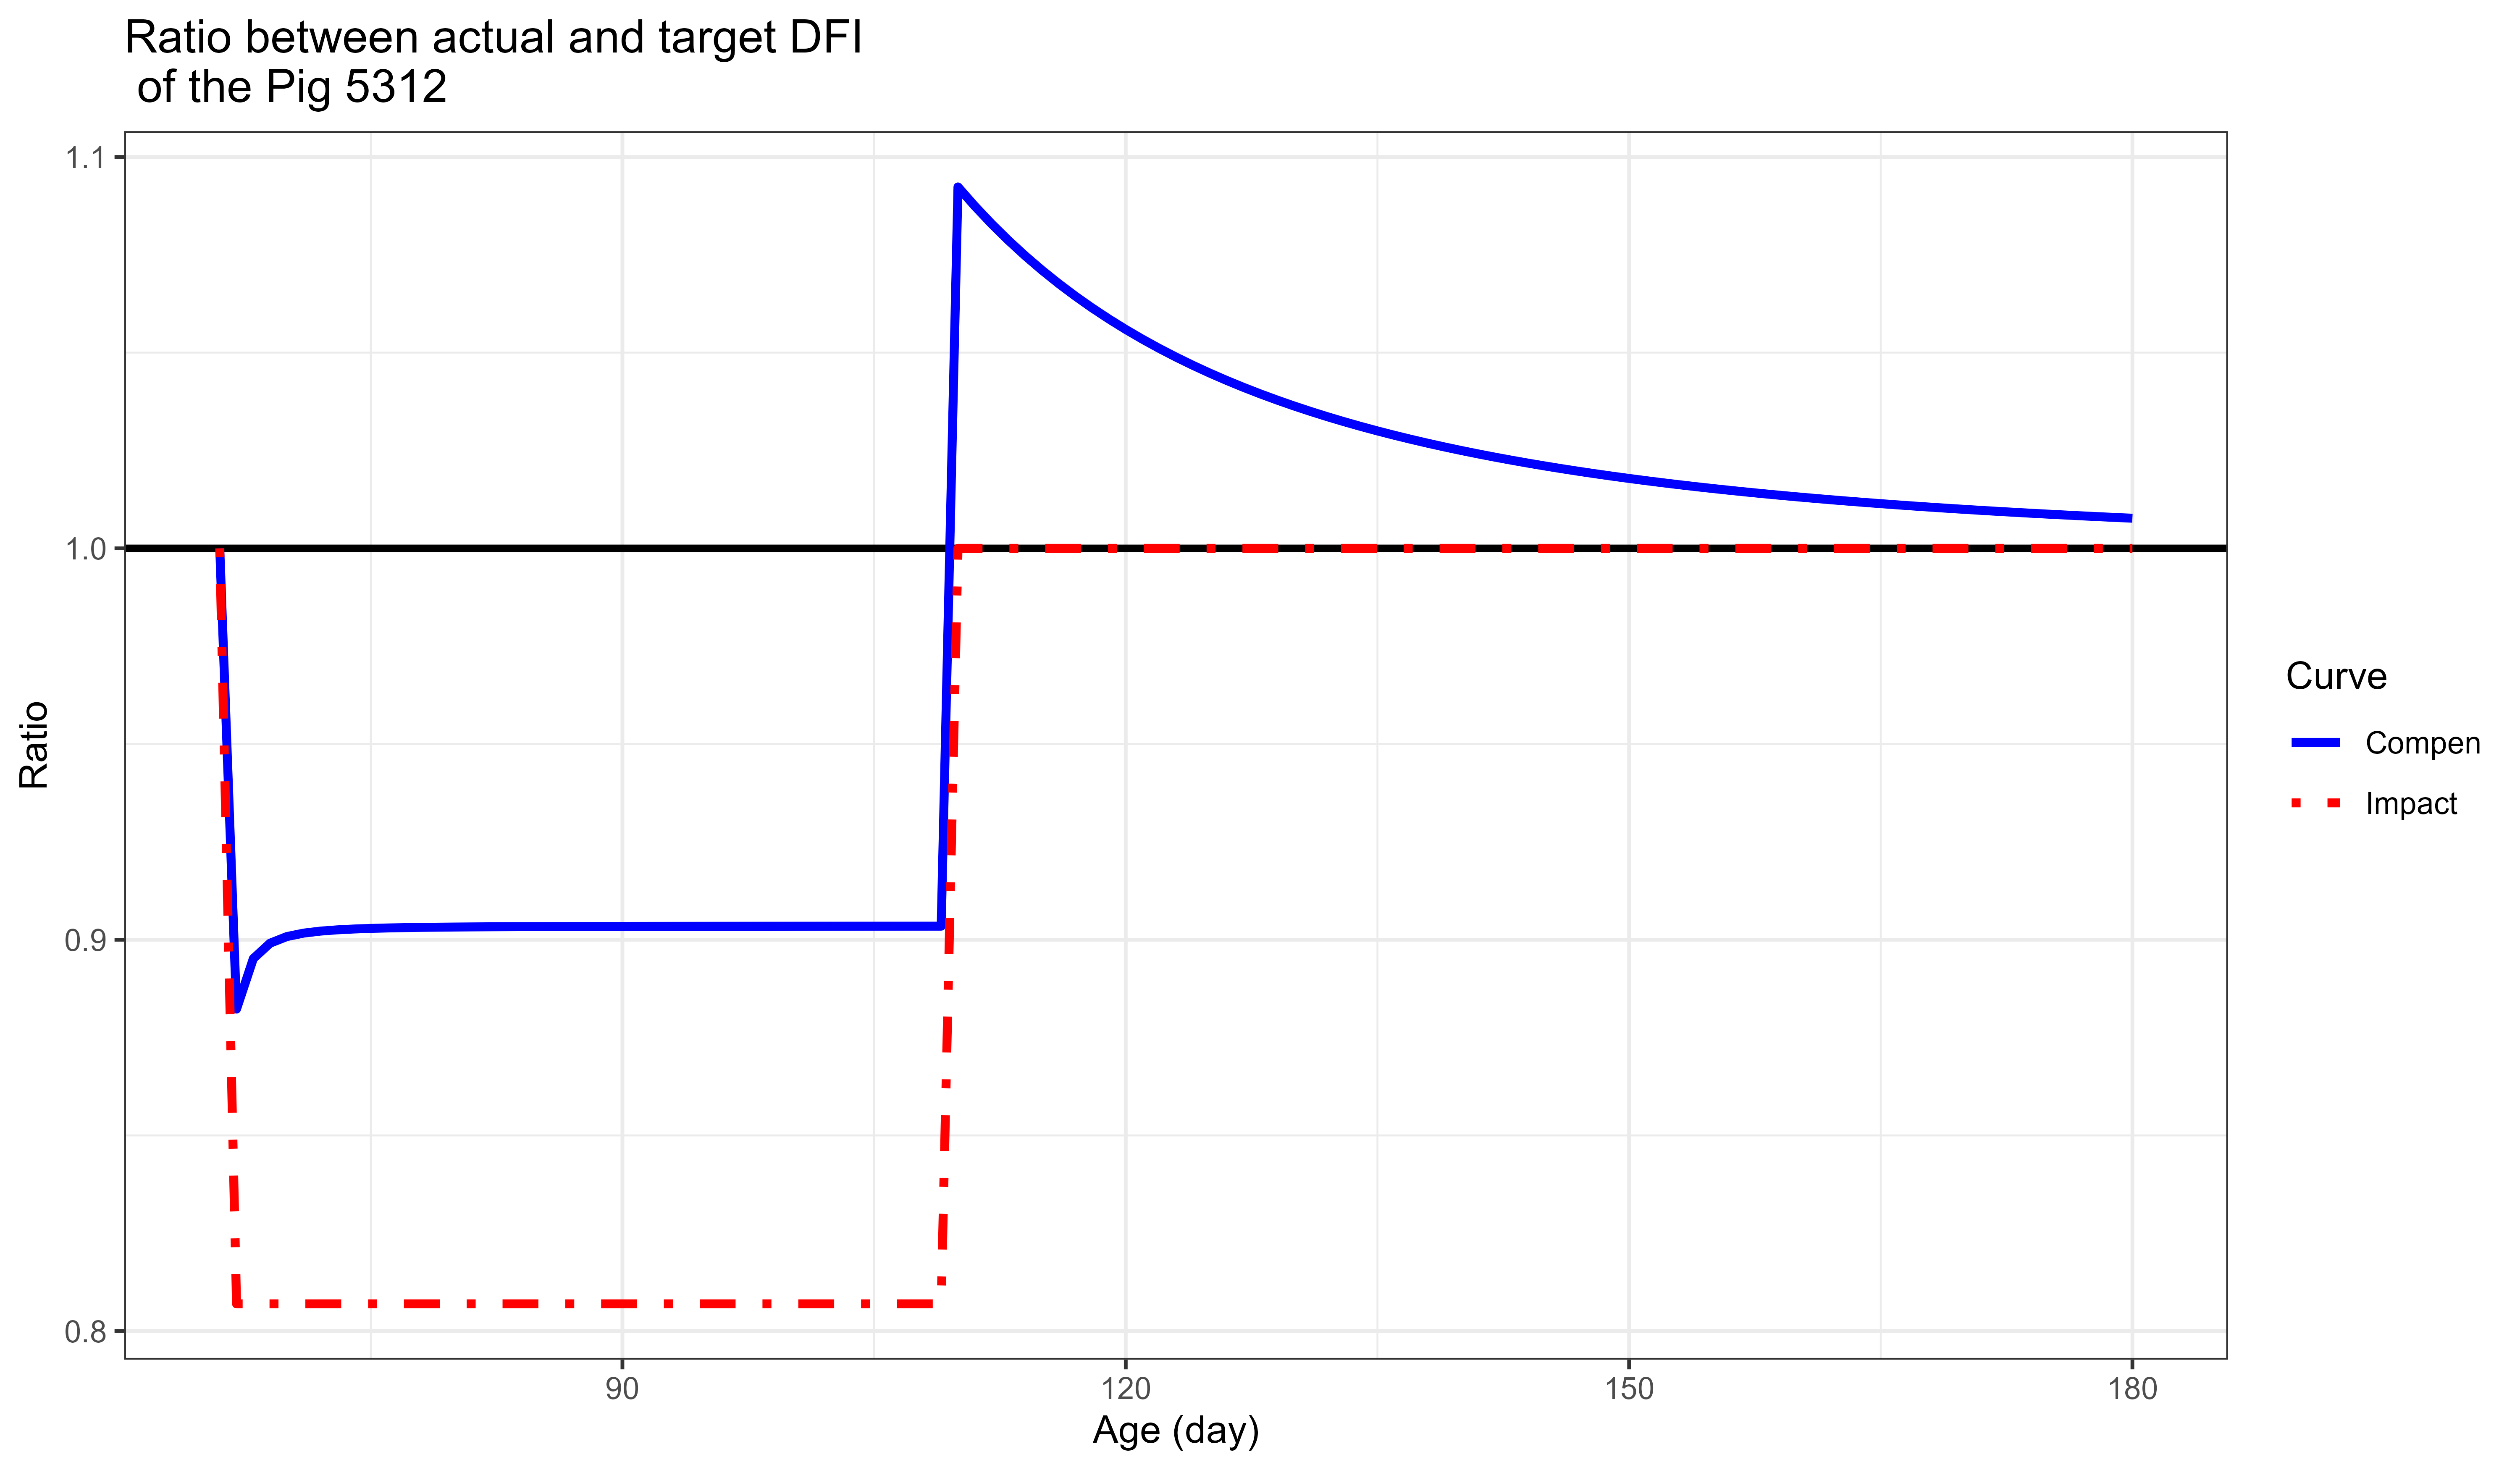 Ratio between actual and target DFI
of the Pig 5312
1.1
1.0
0.9
0.8
Ratio
90
120
150
180
Age (day)
Curve
Compen
Impact